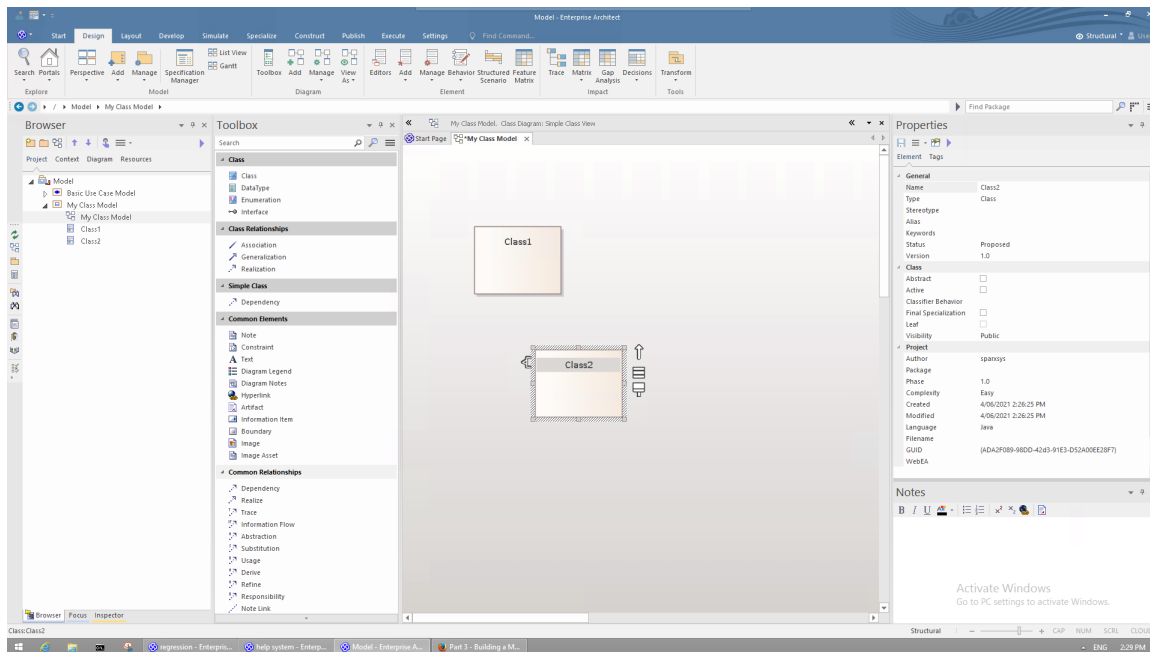 Model - Enterprise Architect
Start Design Layout Develop Simulate Specialize Construct Publish Execute Settings Find Command... Structural
Search Portals Perspective Add Manage Specification Manager List View Gantt Toolbox Add Manage View As Editors Add Manage Behavior Structured Scenario Feature Matrix Trace Matrix Gap Analysis Decisions Transform
Explore Model Diagram Element Impact Tools
/ Model My Class Model Find Package
Browser
Project Context Diagram Resources
Model
Basic Use Case Model
My Class Model
My Class Model
Class1
Class2
Browser Focus Inspector
Toolbox
Search
Class
Class
DataType
Enumeration
Interface
Class Relationships
Association
Generalization
Realization
Simple Class
Dependency
Common Elements
Note
Constraint
A Text
Diagram Legend
Diagram Notes
Hyperlink
Artifact
Information Item
Boundary
Image
Image Asset
Common Relationships
Dependency
Realize
Trace
Information Flow
Abstraction
Substitution
Usage
Derive
Refine
Responsibility
Note Link
My Class Model: Class Diagram: Simple Class View
Start Page *My Class Model
Class1
Class2
Properties
Element Tags
General
Name Class2
Type Class
Stereotype
Alias
Keywords
Status Proposed
Version 1.0
Class
Abstract
Active
Classifier Behavior
Final Specialization
Leaf
Visibility Public
Project
Author sparxsys
Package
Phase 1.0
Complexity Easy
Created 4/06/2021 2:26:25 PM
Modified 4/06/2021 2:26:25 PM
Language Java
Filename
GUID {ADA2F089-98DD-42d3-91E3-D52A00EE28F7}
WebEA
Notes
B I U
Activate Windows
Go to PC settings to activate Windows.
Class:Class2 Structural CAP NUM SCRL CLOU
regression - Enterpris... help system - Enterp... Model - Enterprise A... Part 3 - Building a M... ENG 2:29 PM